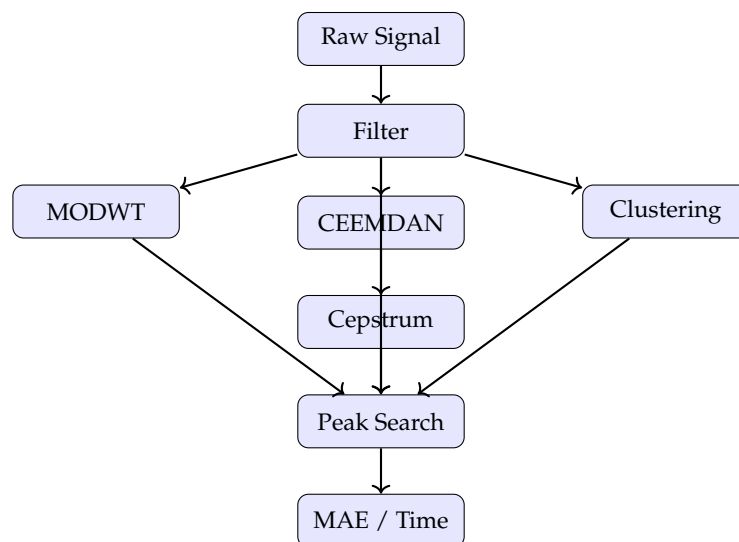 Raw Signal
Filter
MODWT
CEEMDAN
Clustering
Cepstrum
Peak Search
MAE / Time